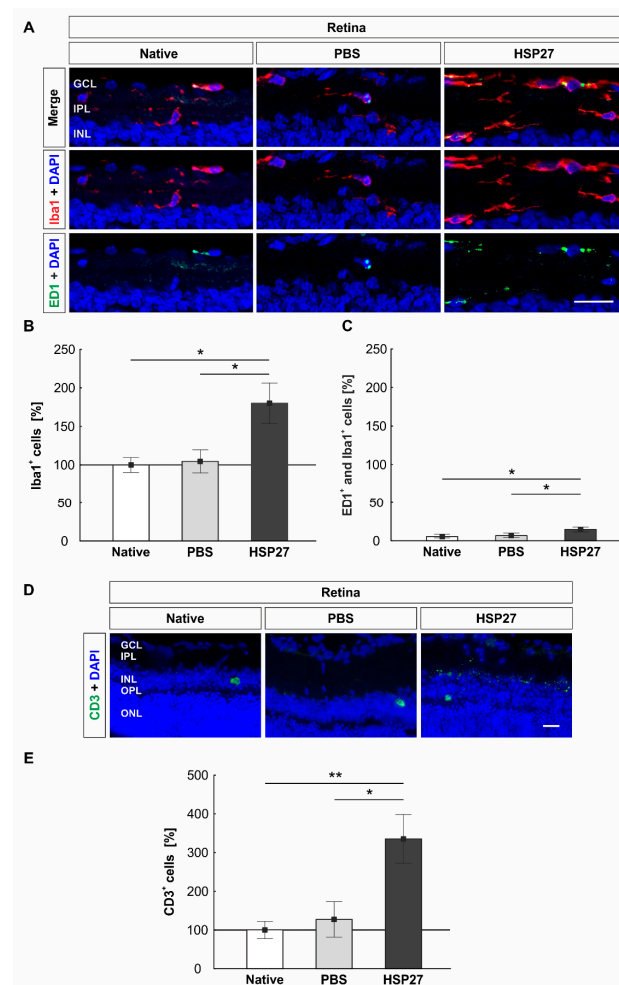 A
Retina
Native PBS HSP27
Merge
GCL
IPL
INL
Iba1 + DAPI
ED1 + DAPI
B
250
200
150
100
50
0
Iba1⁺ cells [%]
*
*
Native PBS HSP27
C
250
200
150
100
50
0
ED1⁺ and Iba1⁺ cells [%]
*
*
Native PBS HSP27
D
Retina
Native PBS HSP27
CD3 + DAPI
GCL
IPL
INL
OPL
ONL
E
500
400
300
200
100
0
CD3⁺ cells [%]
**
*
Native PBS HSP27